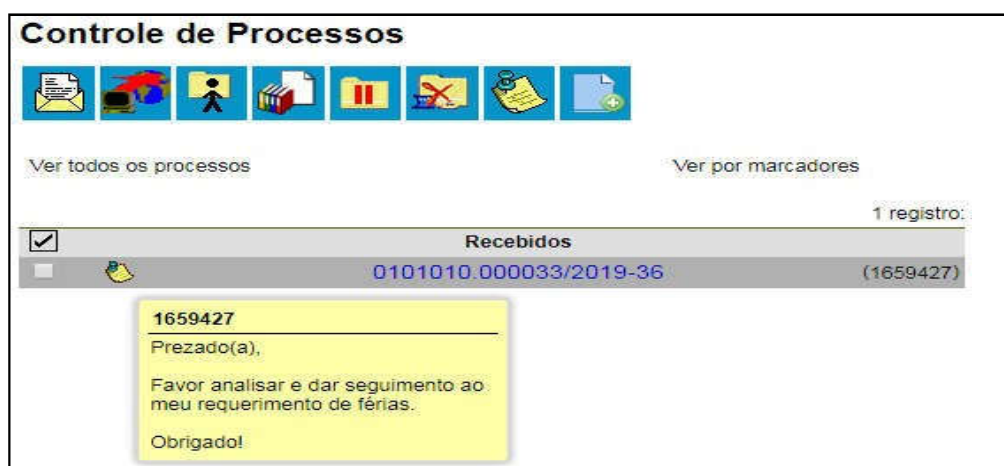 Controle de Processos
Ver todos os processos Ver por marcadores
1 registro:
Recebidos
0101010.000033/2019-36 (1659427)
1659427
Prezado(a),
Favor analisar e dar seguimento ao
meu requerimento de férias.
Obrigado!